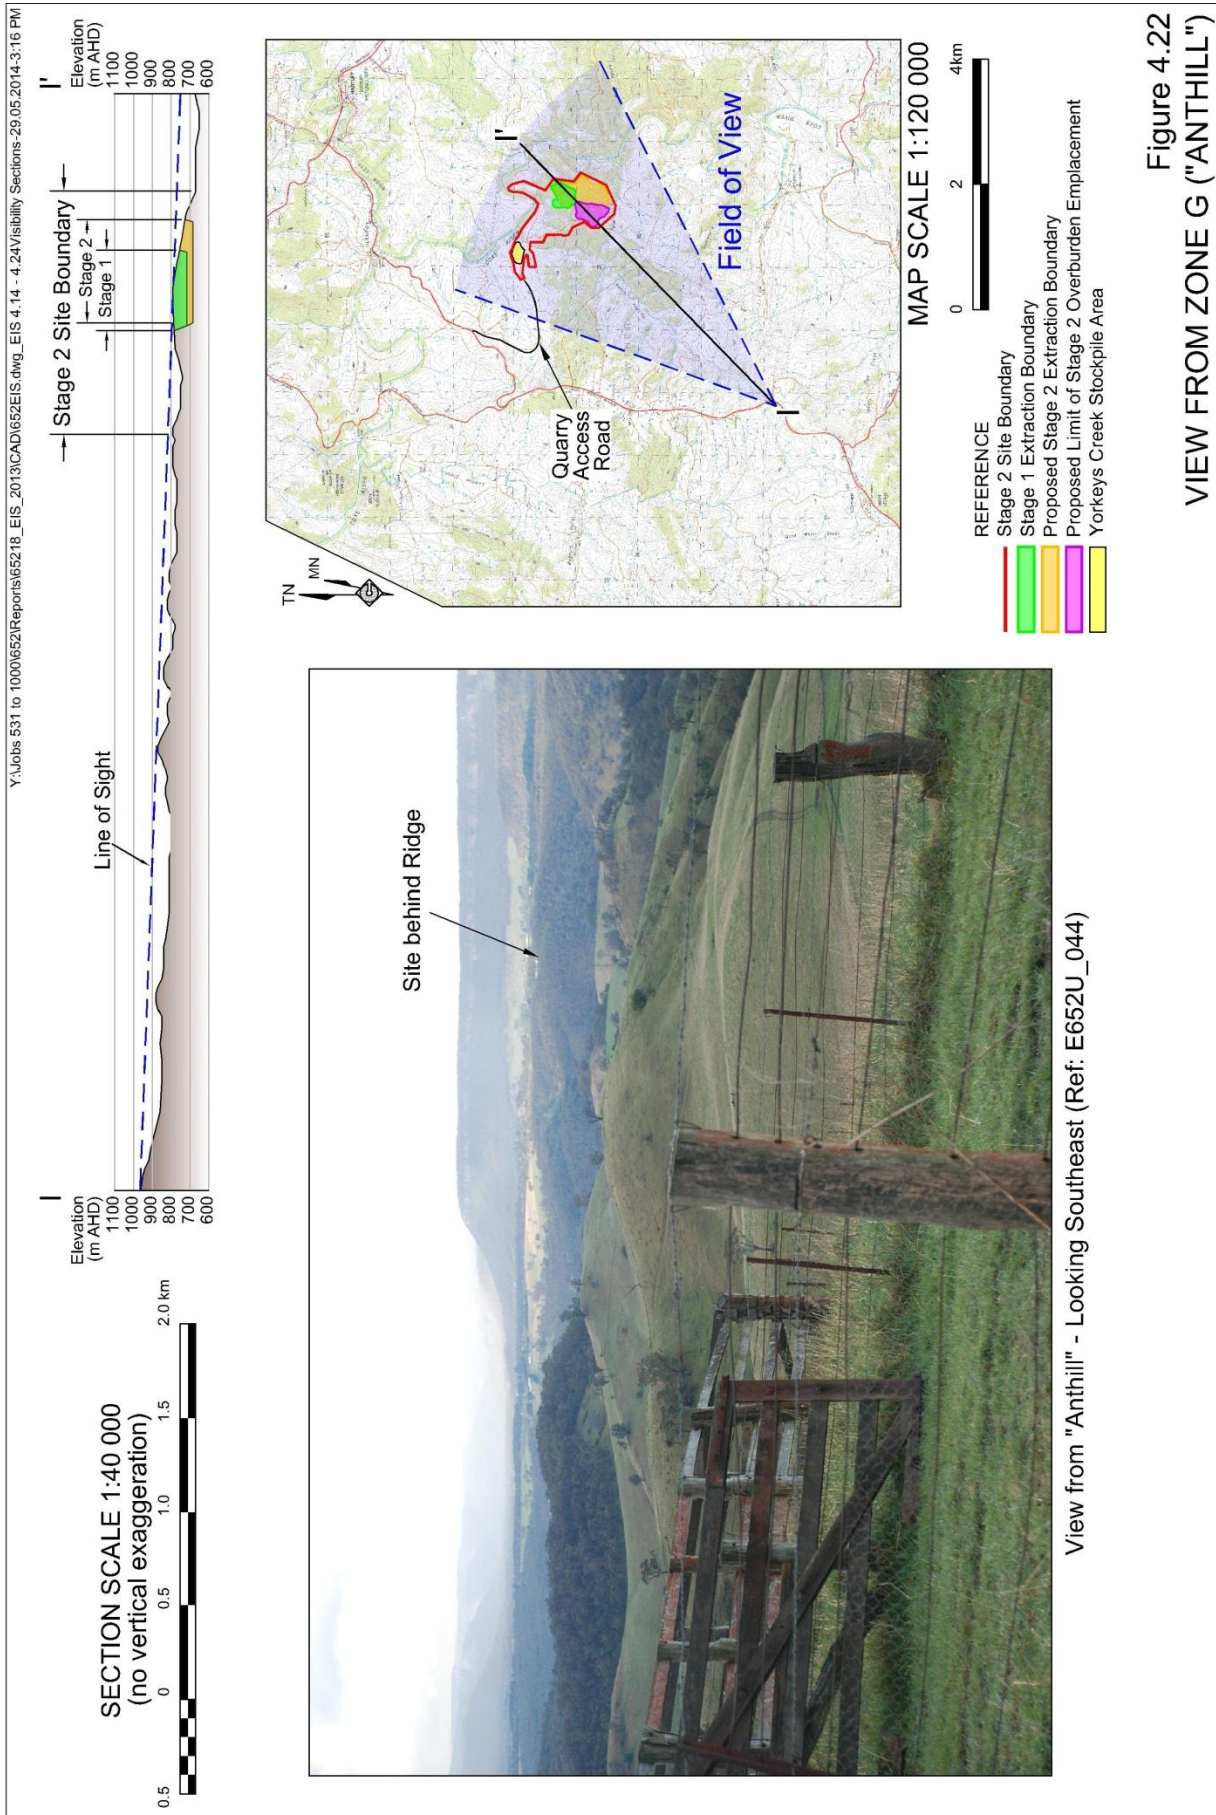 Y:\Jobs 531 to 1000\652\Reports\65218_EIS_2013\CAD\652EIS.dwg_EIS 4.14 - 4.24Visibility Sections-29.05.2014-3:16 PM
SECTION SCALE 1:40 000
(no vertical exaggeration)
0.5 0 0.5 1.0 1.5 2.0 km
I
Elevation
(m AHD)
1100
1000
900
800
700
600
Line of Sight
Stage 2 Site Boundary
Stage 2
Stage 1
I'
Elevation
(m AHD)
1100
1000
900
800
700
600
Site behind Ridge
View from "Anthill" - Looking Southeast (Ref: E652U_044)
TN
MN
Quarry
Access
Road
I
I'
Field of View
COXS RIVER
MAP SCALE 1:120 000
0 2 4km
REFERENCE
Stage 2 Site Boundary
Stage 1 Extraction Boundary
Proposed Stage 2 Extraction Boundary
Proposed Limit of Stage 2 Overburden Emplacement
Yorkeys Creek Stockpile Area
Figure 4.22
VIEW FROM ZONE G ("ANTHILL")